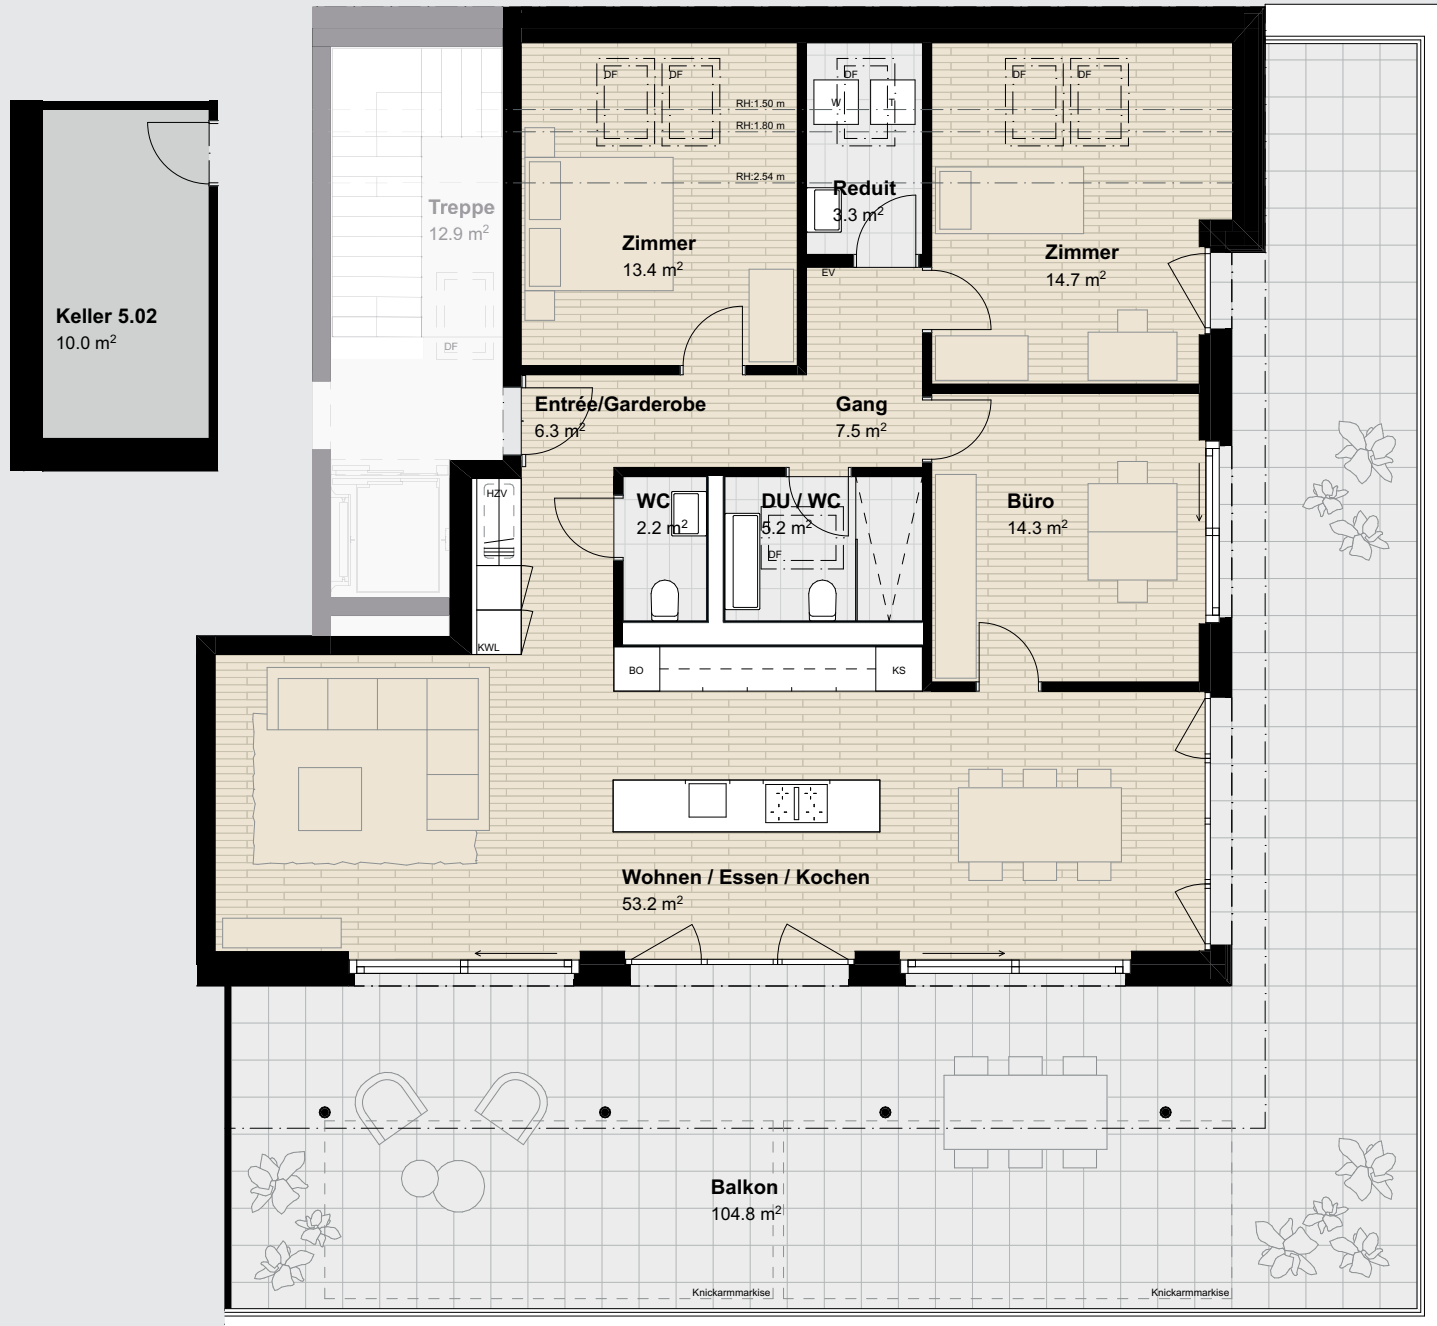 DF
DF
DF
DF
DF
W
T
RH:1.50 m
RH:1.80 m
RH:2.54 m
Reduit
3.3 m²
Treppe
12.9 m²
Zimmer
13.4 m²
Zimmer
14.7 m²
EV
Keller 5.02
10.0 m²
DF
Entrée/Garderobe
6.3 m²
Gang
7.5 m²
HZV
WC
2.2 m²
DU / WC
5.2 m²
DF
Büro
14.3 m²
KWL
BO
KS
Wohnen / Essen / Kochen
53.2 m²
Balkon
104.8 m²
Knickarmmarkise
Knickarmmarkise